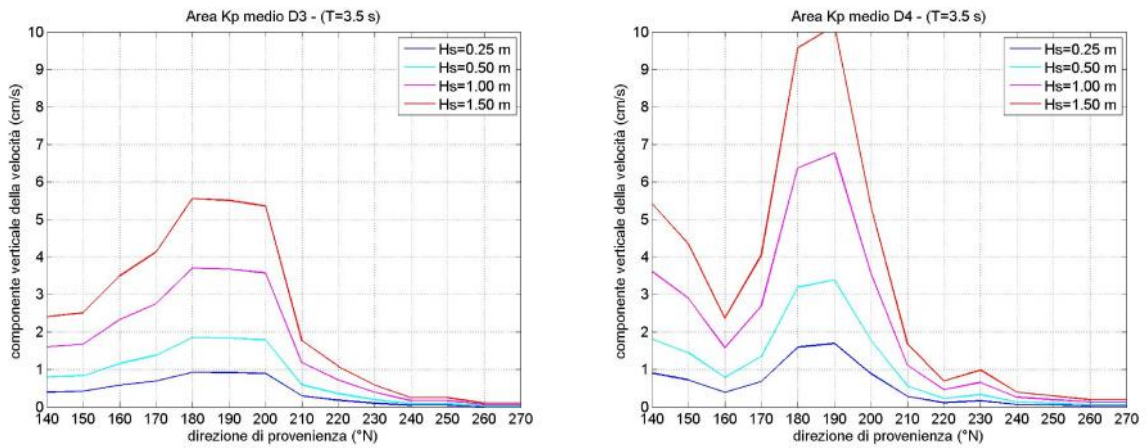 Area Kp medio D3 - (T=3.5 s)
componente verticale della velocità (cm/s)
10
9
8
7
6
5
4
3
2
1
0
Hs=0.25 m
Hs=0.50 m
Hs=1.00 m
Hs=1.50 m
140 150 160 170 180 190 200 210 220 230 240 250 260 270
direzione di provenienza (°N)
Area Kp medio D4 - (T=3.5 s)
componente verticale della velocità (cm/s)
10
9
8
7
6
5
4
3
2
1
0
Hs=0.25 m
Hs=0.50 m
Hs=1.00 m
Hs=1.50 m
140 150 160 170 180 190 200 210 220 230 240 250 260 270
direzione di provenienza (°N)